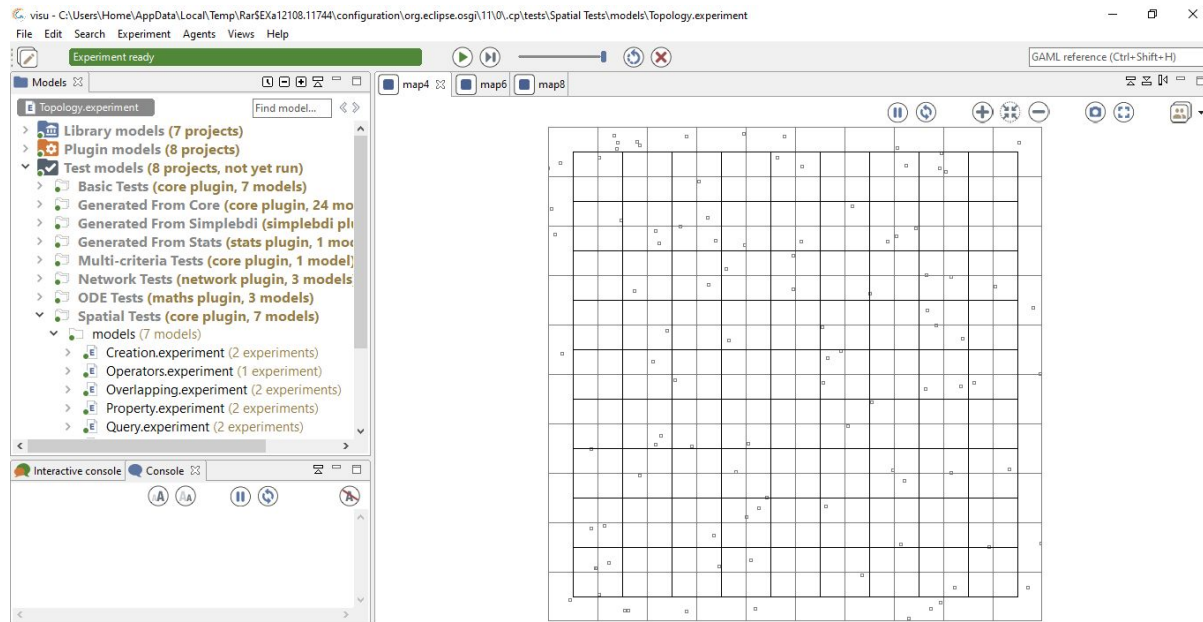 visu - C:\Users\Home\AppData\Local\Temp\Rar$EXa12108.11744\configuration\org.eclipse.osgi\11\0\.cp\tests\Spatial Tests\models\Topology.experiment
File Edit Search Experiment Agents Views Help
Experiment ready
GAML reference (Ctrl+Shift+H)
Models
map4 map6 map8
Topology.experiment Find model...
Library models (7 projects)
Plugin models (8 projects)
Test models (8 projects, not yet run)
Basic Tests (core plugin, 7 models)
Generated From Core (core plugin, 24 mo
Generated From Simplebdi (simplebdi plu
Generated From Stats (stats plugin, 1 mod
Multi-criteria Tests (core plugin, 1 model)
Network Tests (network plugin, 3 models
ODE Tests (maths plugin, 3 models)
Spatial Tests (core plugin, 7 models)
models (7 models)
Creation.experiment (2 experiments)
Operators.experiment (1 experiment)
Overlapping.experiment (2 experiments)
Property.experiment (2 experiments)
Query.experiment (2 experiments)
Interactive console Console